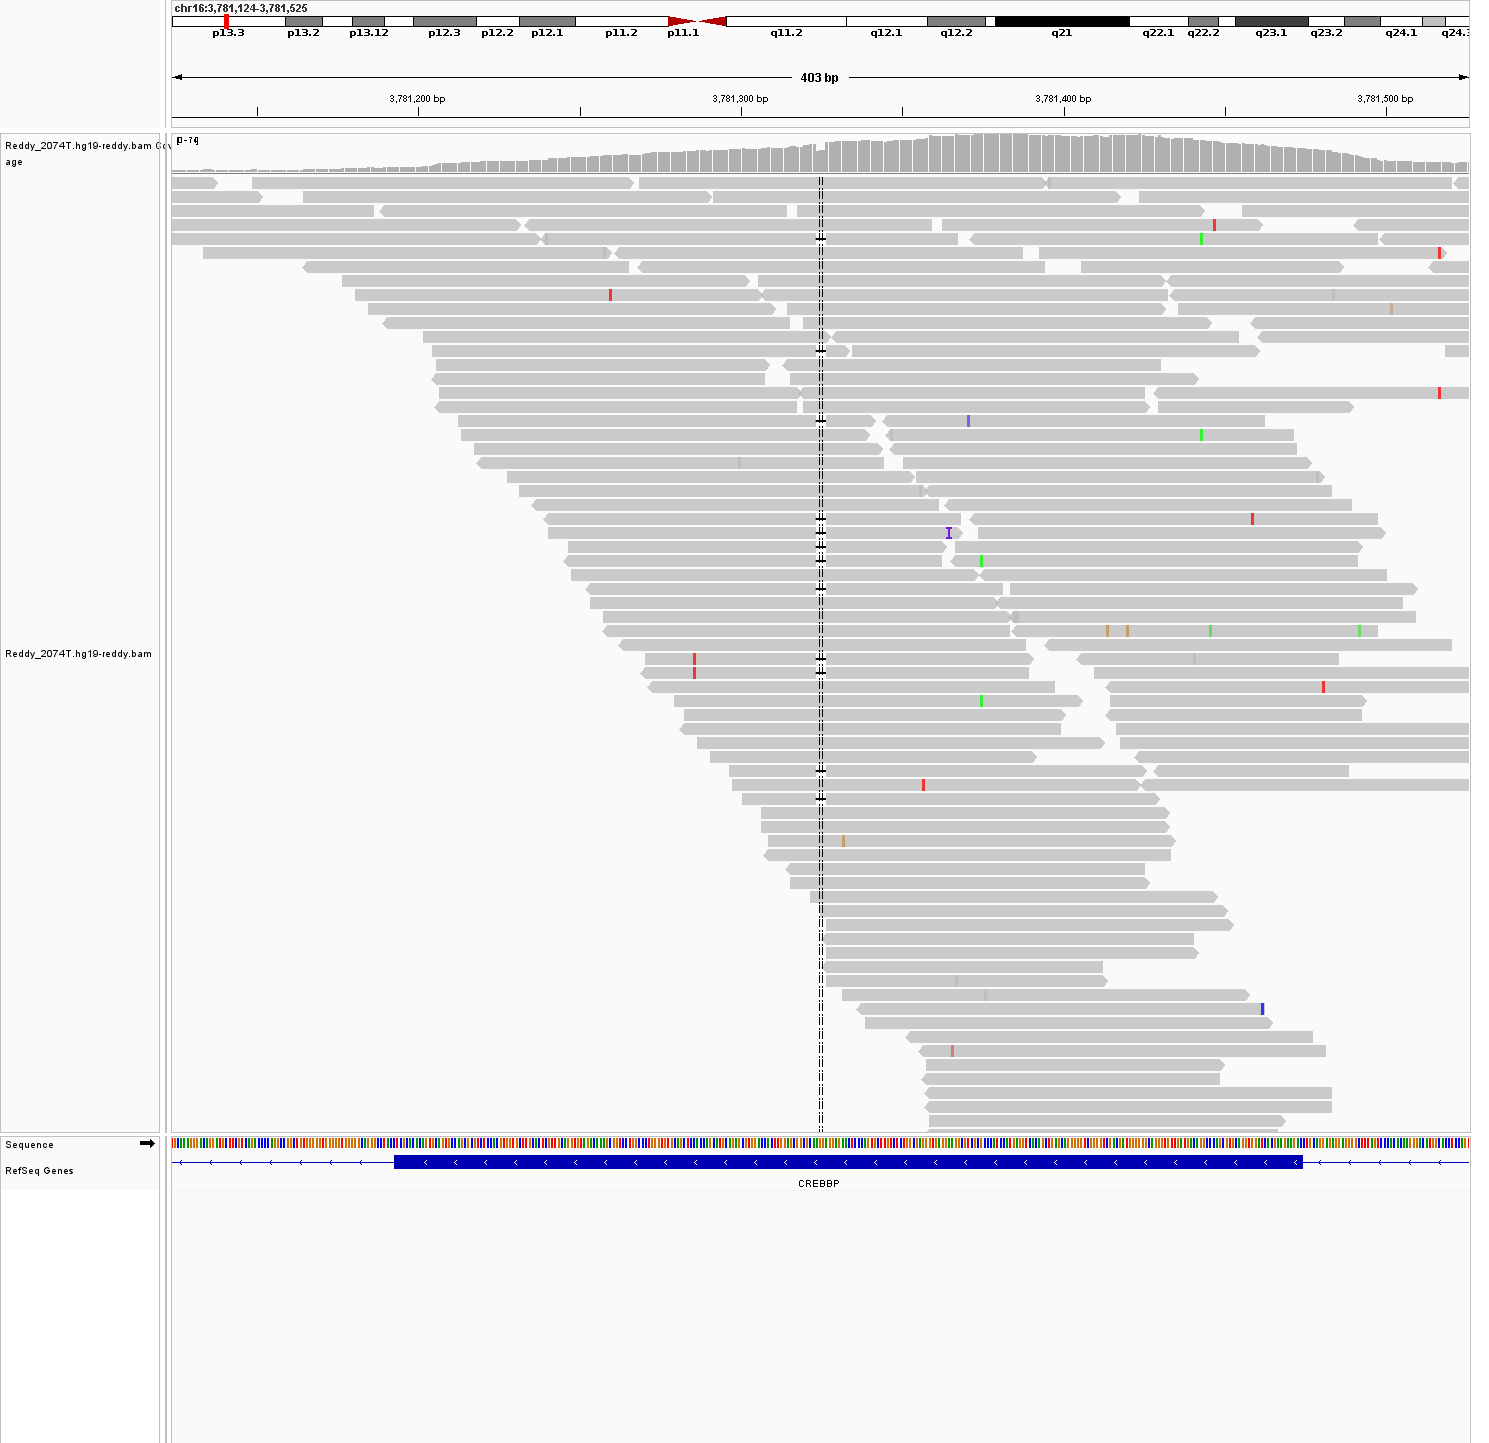 chr16:3,781,124-3,781,525
p13.3 p13.2 p13.12 p12.3 p12.2 p12.1 p11.2 p11.1 q11.2 q12.1 q12.2 q21 q22.1 q22.2 q23.1 q23.2 q24.1 q24.3
403 bp
3,781,200 bp 3,781,300 bp 3,781,400 bp 3,781,500 bp
[0-74]
Reddy_2074T.hg19-reddy.bam Cov
age
Reddy_2074T.hg19-reddy.bam
Sequence
RefSeq Genes
CREBBP